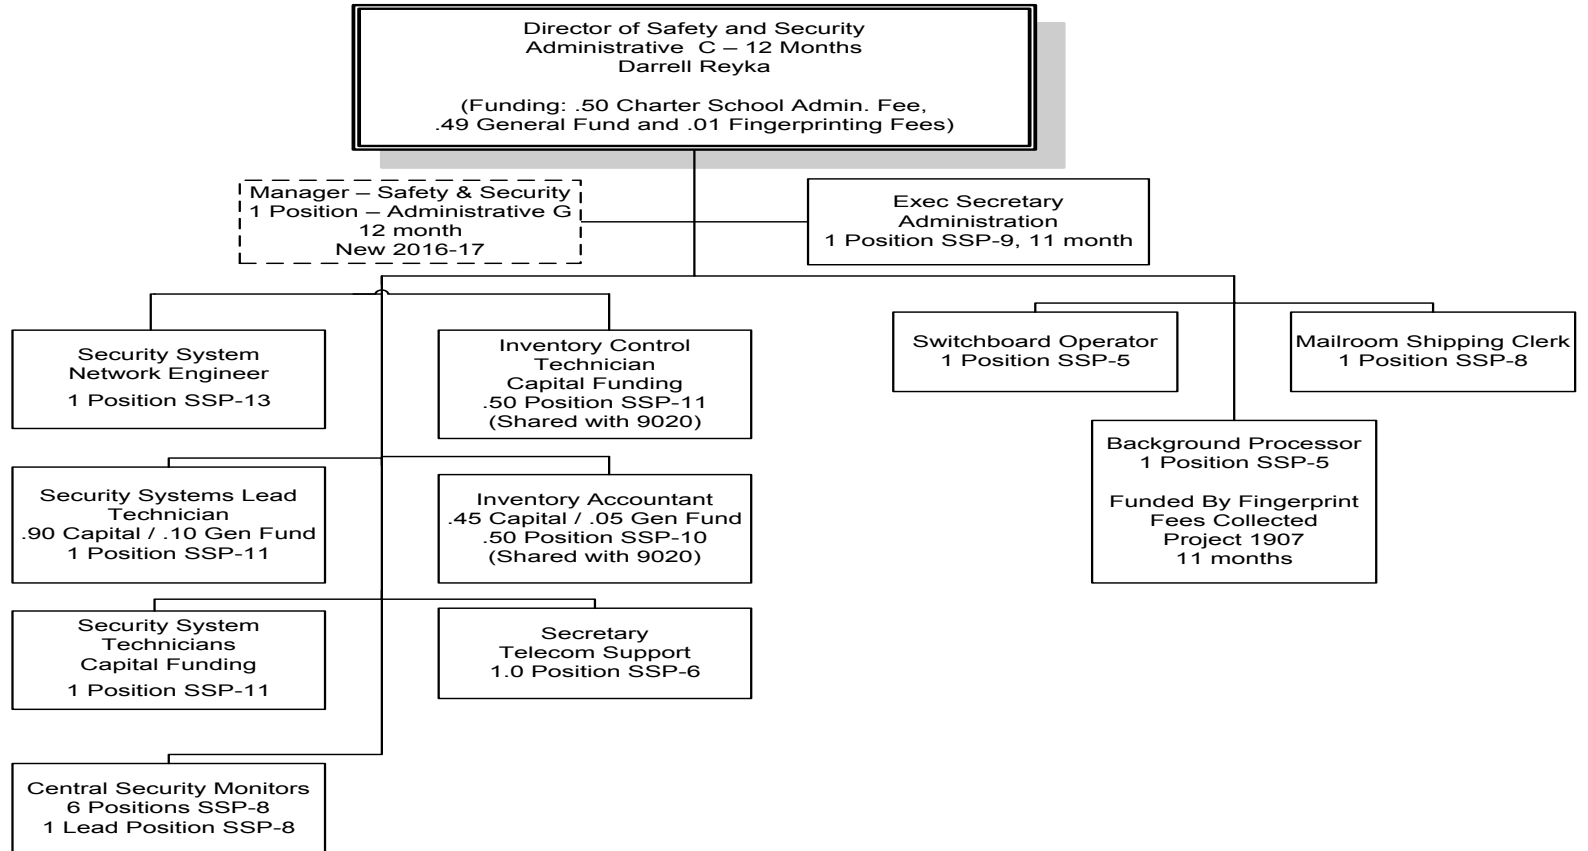 Director of Safety and Security
Administrative C – 12 Months
Darrell Reyka
(Funding: .50 Charter School Admin. Fee,
.49 General Fund and .01 Fingerprinting Fees)
Manager – Safety & Security
1 Position – Administrative G
12 month
New 2016-17
Exec Secretary
Administration
1 Position SSP-9, 11 month
Security System
Network Engineer
1 Position SSP-13
Inventory Control
Technician
Capital Funding
.50 Position SSP-11
(Shared with 9020)
Switchboard Operator
1 Position SSP-5
Mailroom Shipping Clerk
1 Position SSP-8
Background Processor
1 Position SSP-5
Funded By Fingerprint
Fees Collected
Project 1907
11 months
Security Systems Lead
Technician
.90 Capital / .10 Gen Fund
1 Position SSP-11
Inventory Accountant
.45 Capital / .05 Gen Fund
.50 Position SSP-10
(Shared with 9020)
Security System
Technicians
Capital Funding
1 Position SSP-11
Secretary
Telecom Support
1.0 Position SSP-6
Central Security Monitors
6 Positions SSP-8
1 Lead Position SSP-8